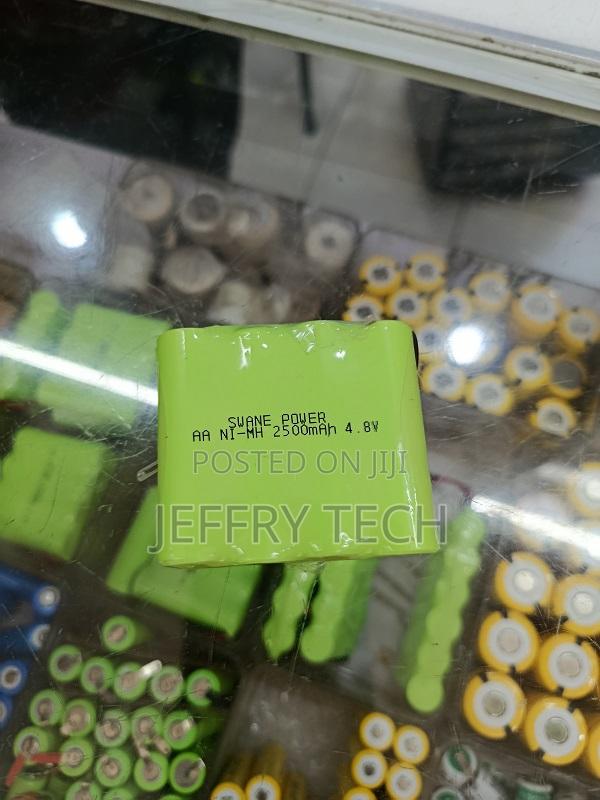 SWANE POWER
AA NI-MH 2500mAh 4.8V
POSTED ON JIJI
JEFFRY TECH